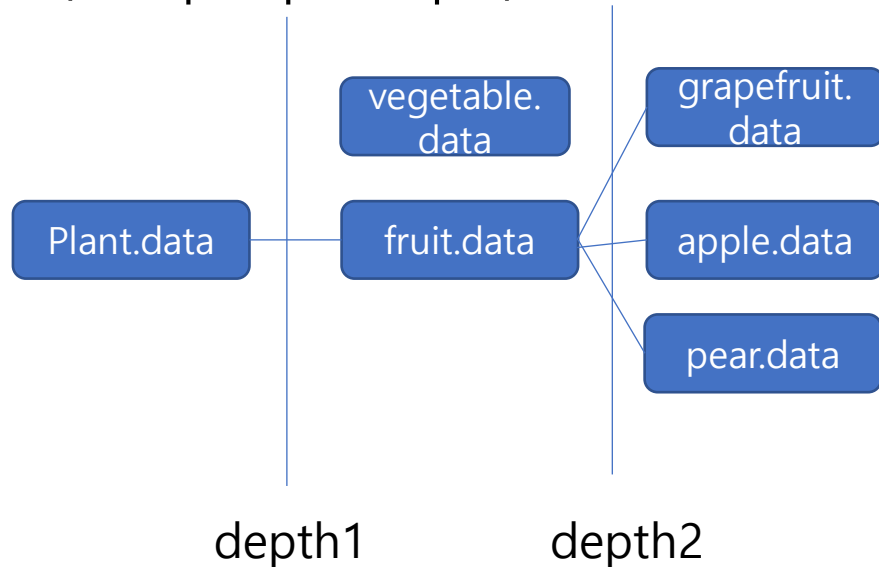 vegetable.
data
grapefruit.
data
Plant.data
fruit.data
apple.data
pear.data
depth1
depth2